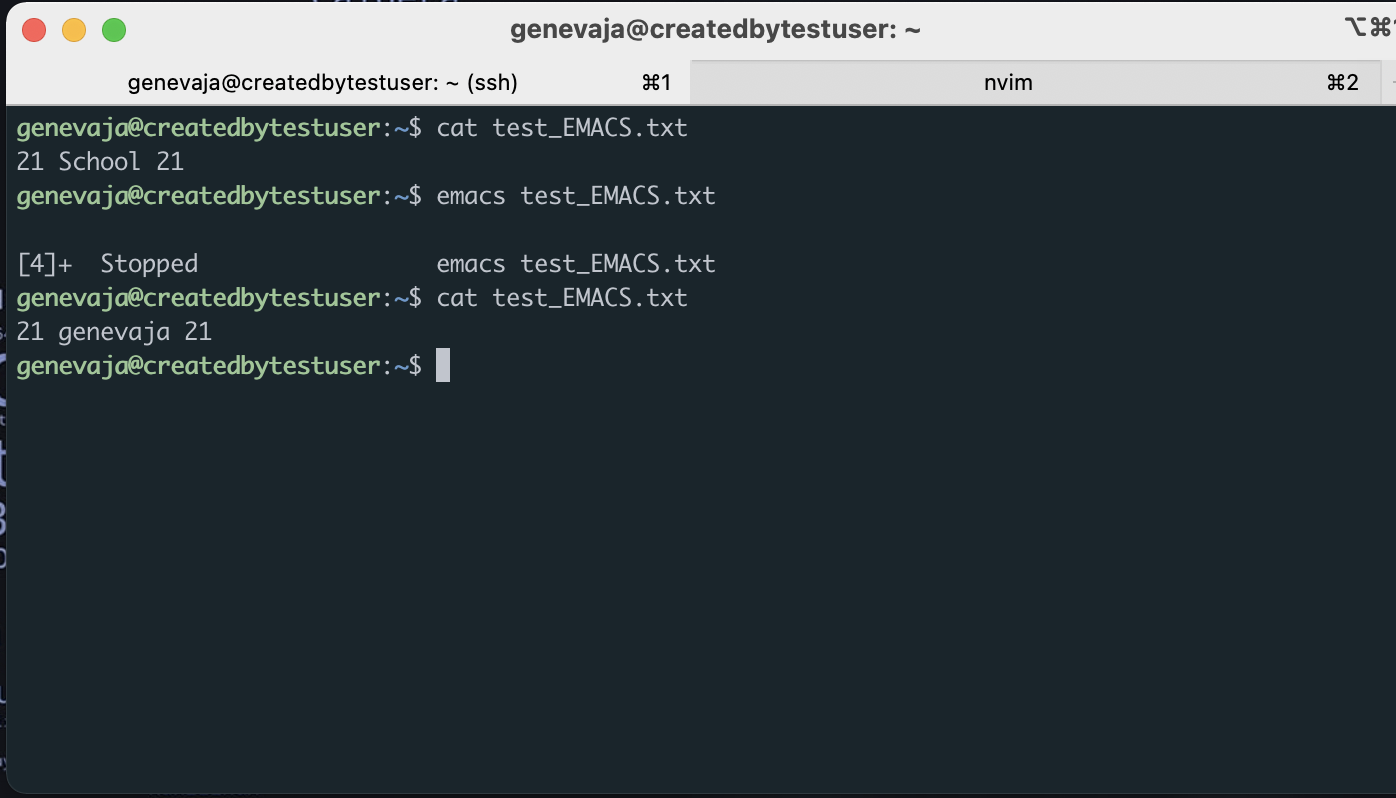 genevaja@createdbytestuser: ~ ⌥⌘
genevaja@createdbytestuser: ~ (ssh) ⌘1 nvim ⌘2
genevaja@createdbytestuser:~$ cat test_EMACS.txt
21 School 21
genevaja@createdbytestuser:~$ emacs test_EMACS.txt
[4]+  Stopped                 emacs test_EMACS.txt
genevaja@createdbytestuser:~$ cat test_EMACS.txt
21 genevaja 21
genevaja@createdbytestuser:~$